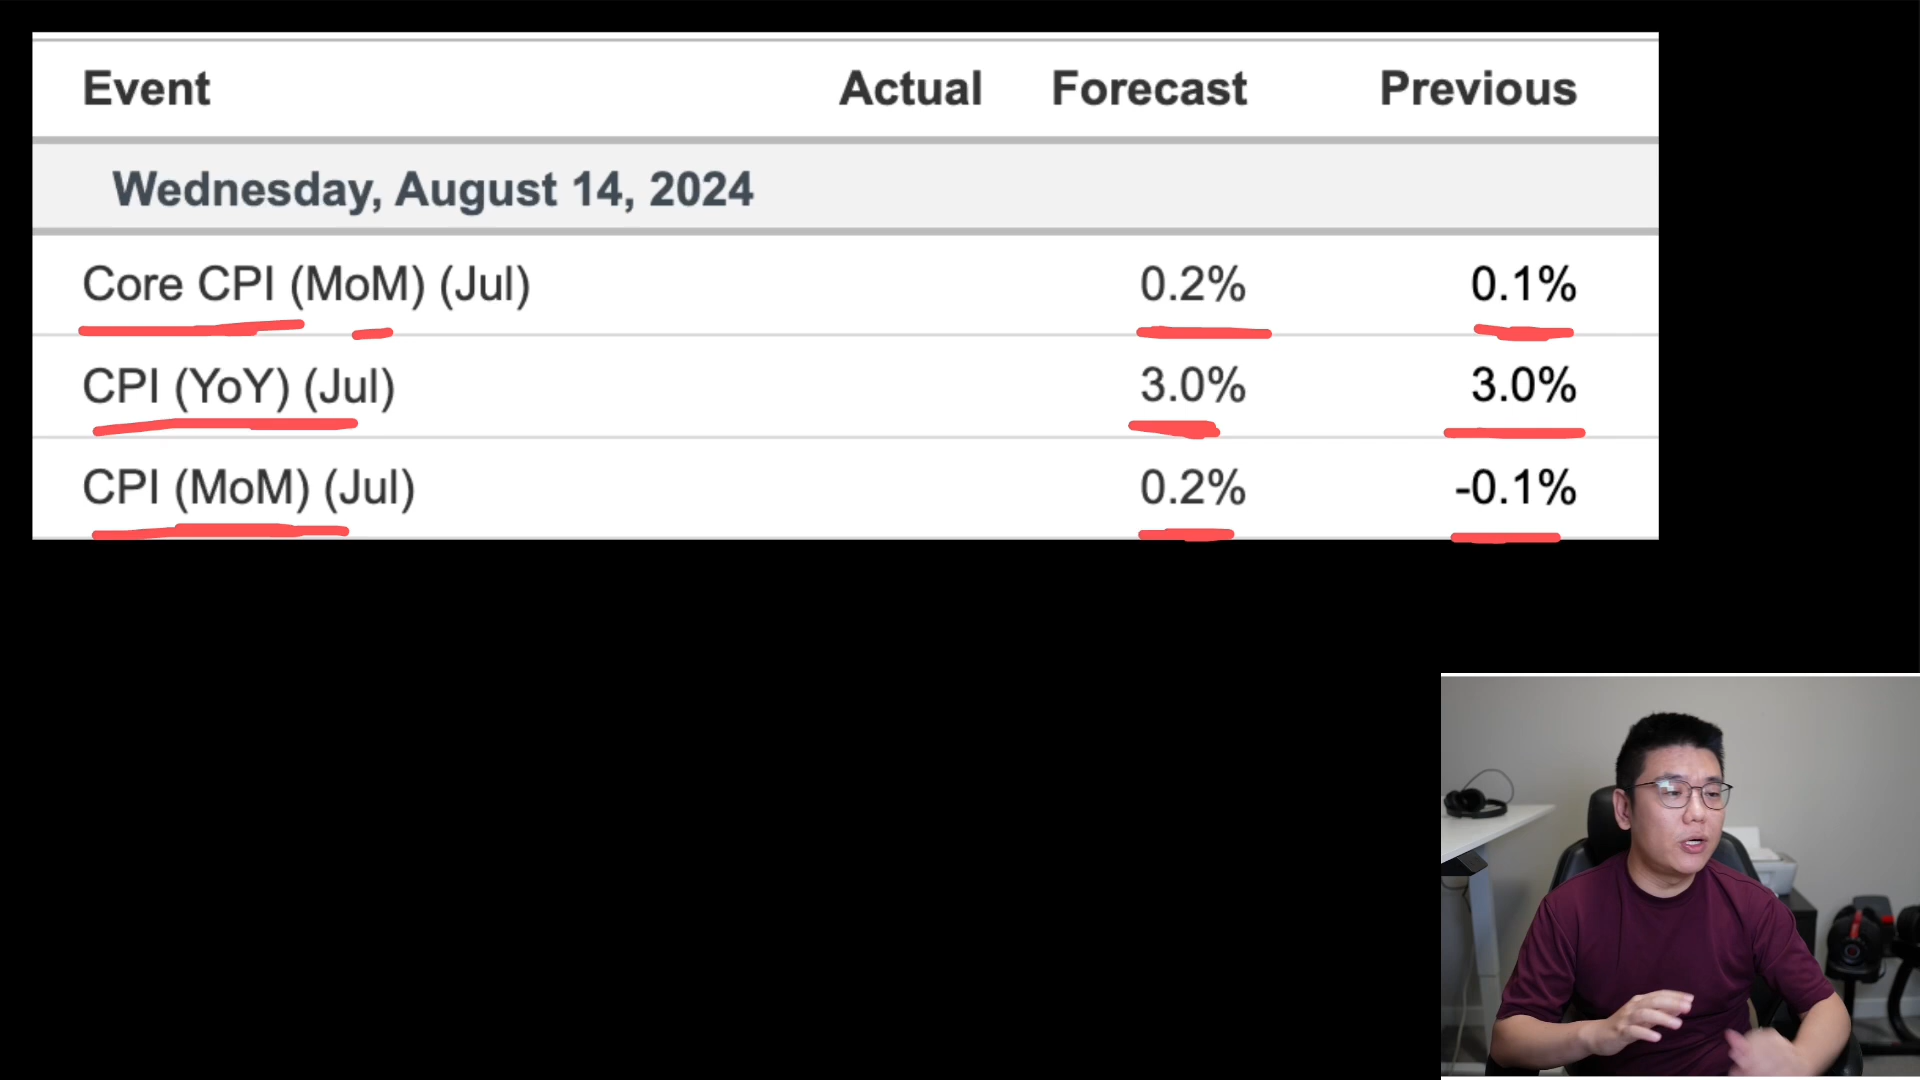 Event Actual Forecast Previous
Wednesday, August 14, 2024
Core CPI (MoM) (Jul) 0.2% 0.1%
CPI (YoY) (Jul) 3.0% 3.0%
CPI (MoM) (Jul) 0.2% -0.1%